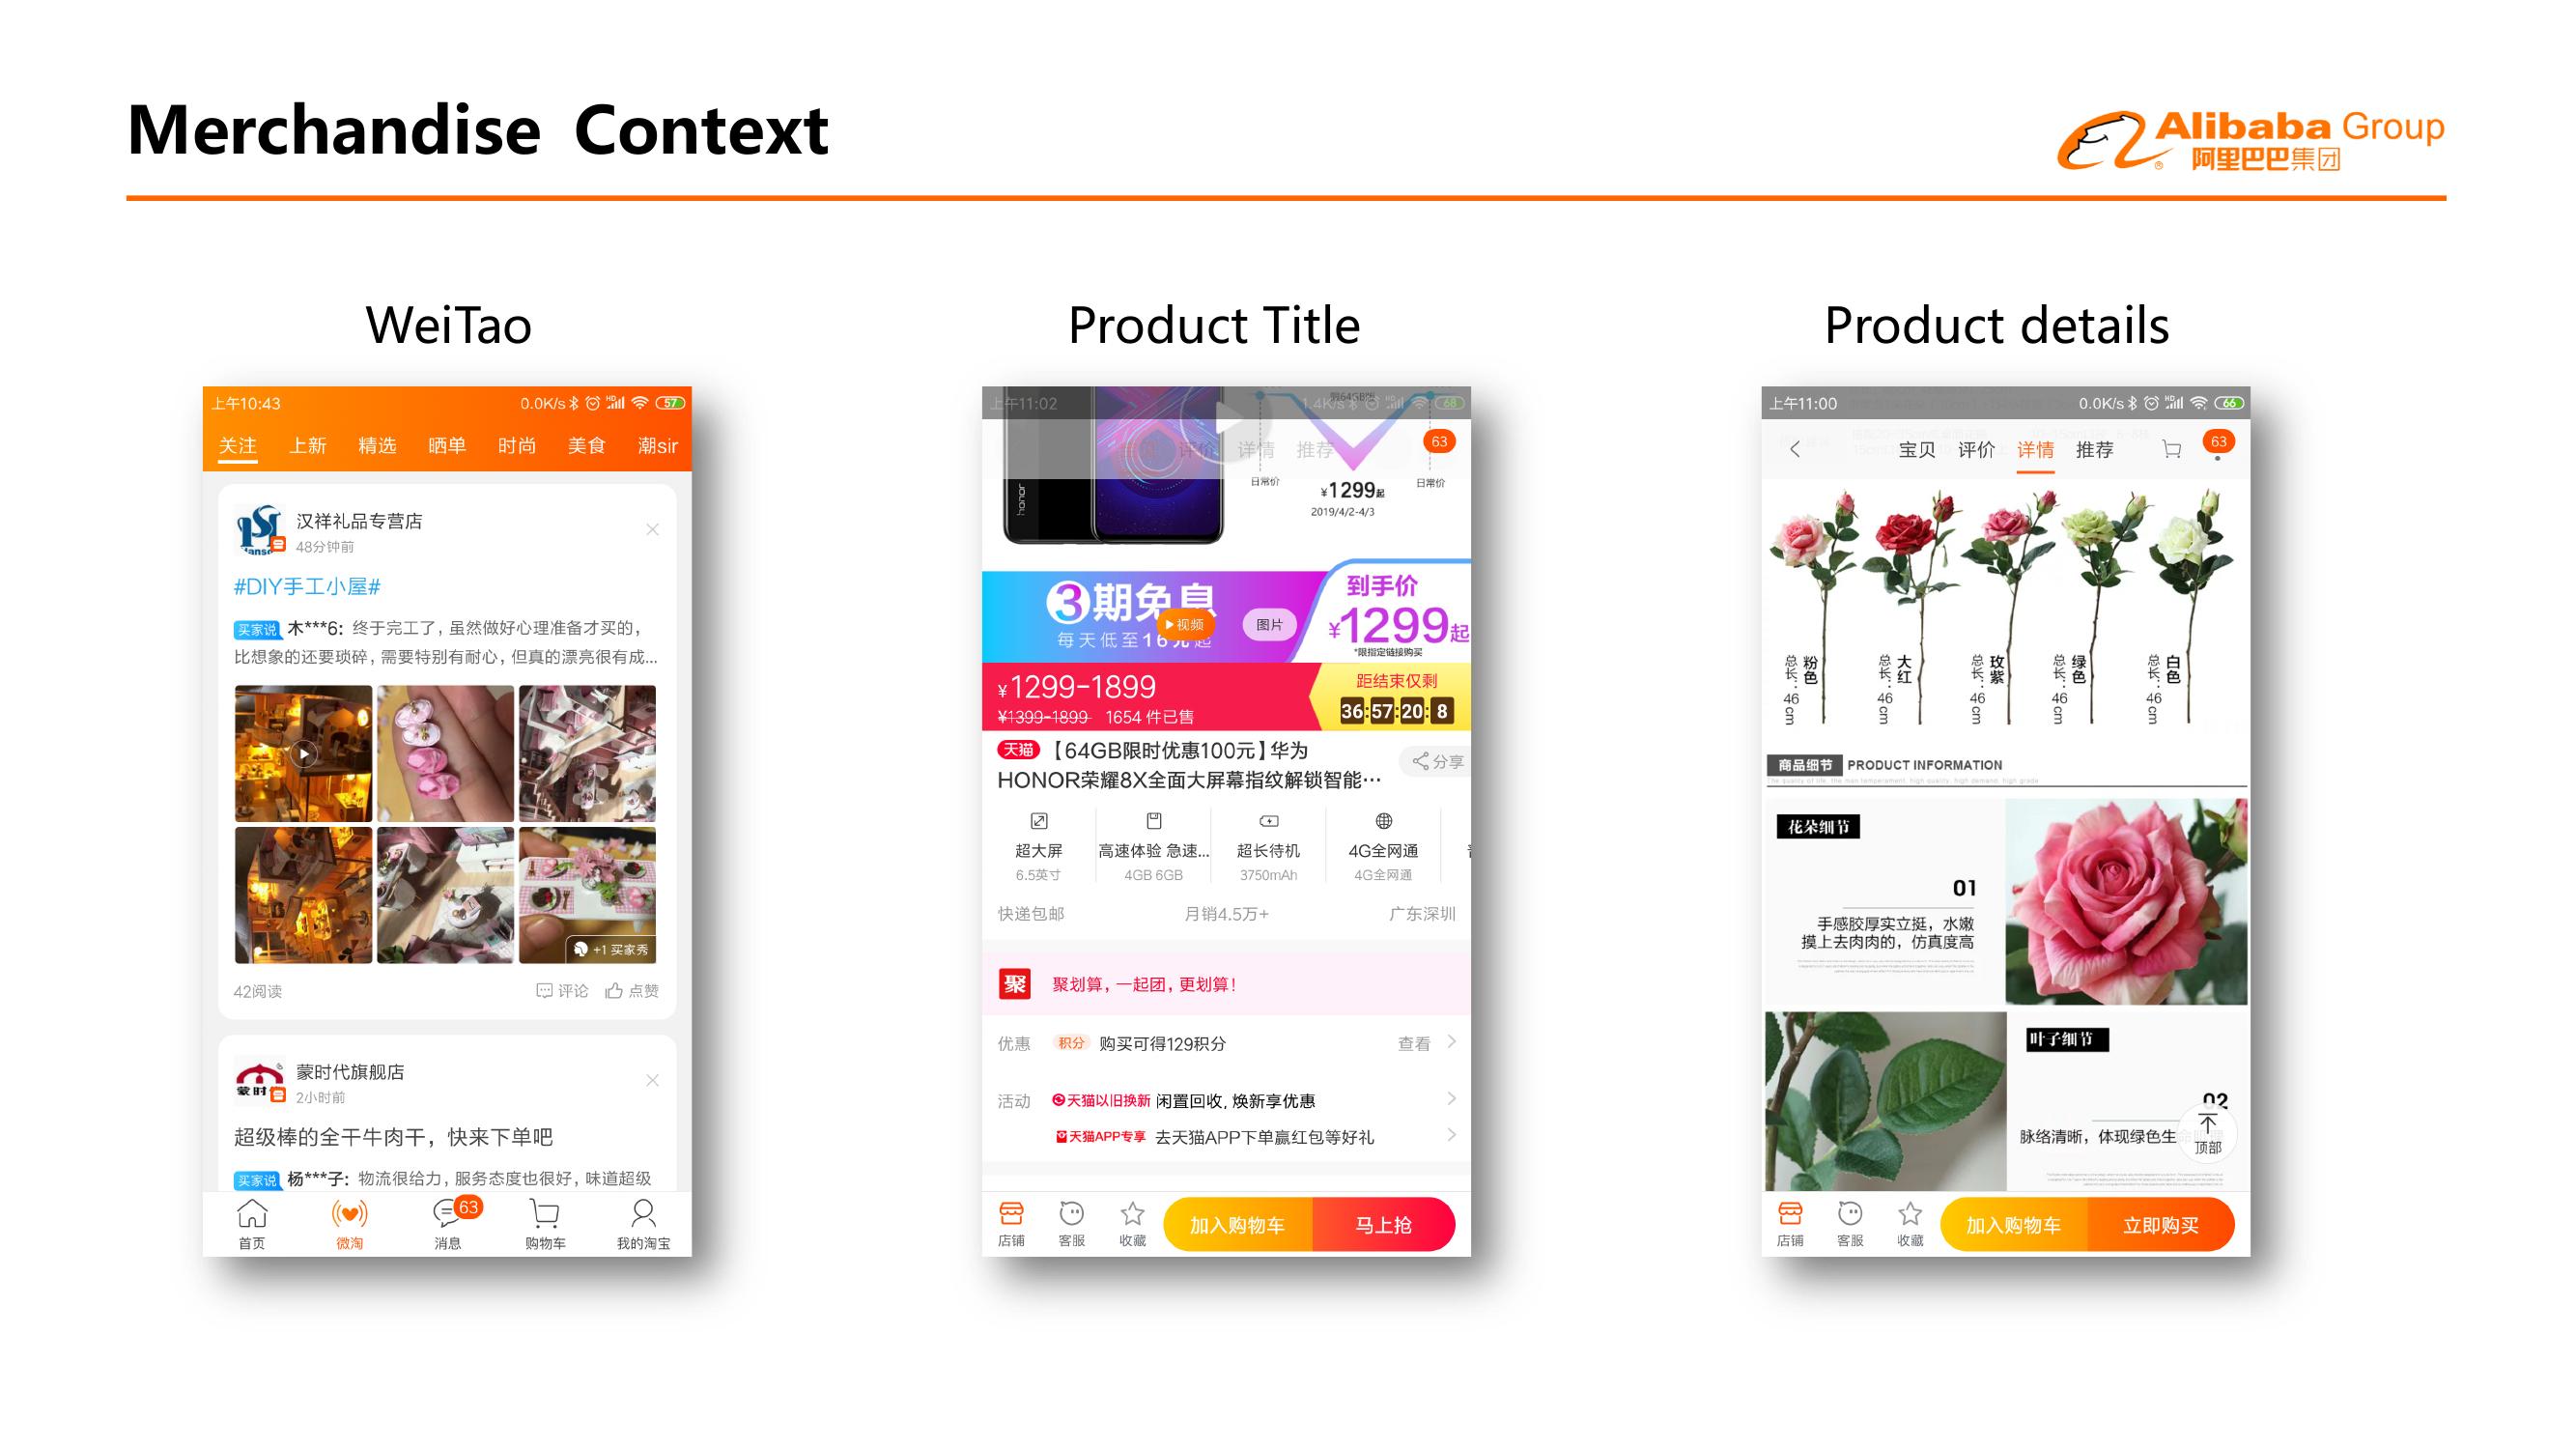 Merchandise Context
Alibaba Group
阿里巴巴集团
WeiTao
上午10:43
0.0K/s
57
关注 上新 精选 晒单 时尚 美食 潮sir
汉祥礼品专营店
48分钟前
#DIY手工小屋#
买家说 木***6: 终于完工了，虽然做好心理准备才买的，
比想象的还要琐碎，需要特别有耐心，但真的漂亮很有成...
+1 买家秀
42阅读 评论 点赞
蒙时代旗舰店
2小时前
超级棒的全干牛肉干，快来下单吧
买家说 杨***子: 物流很给力，服务态度也很好，味道超级
63
首页 微淘 消息 购物车 我的淘宝
Product Title
上午11:02
1.4K/s
68
评价 详情 推荐
63
honor
日常价
¥1299起
日常价
2019/4/2-4/3
3期免息
每天低至16元起
视频
图片
到手价
¥1299起
*限指定链接购买
¥1299-1899
¥1399-1899 1654 件已售
距结束仅剩
36:57:20:8
天猫 【64GB限时优惠100元】华为
HONOR荣耀8X全面大屏幕指纹解锁智能…
分享
超大屏 高速体验 急速... 超长待机 4G全网通
6.5英寸 4GB 6GB 3750mAh 4G全网通
快递包邮 月销4.5万+ 广东深圳
聚 聚划算，一起团，更划算！
优惠 积分 购买可得129积分 查看
活动 天猫以旧换新 闲置回收，焕新享优惠
天猫APP专享 去天猫APP下单赢红包等好礼
店铺 客服 收藏 加入购物车 马上抢
Product details
上午11:00
0.0K/s
66
宝贝 评价 详情 推荐
63
粉色 总长：46cm
大红 总长：46cm
玫紫 总长：46cm
绿色 总长：46cm
白色 总长：46cm
商品细节 PRODUCT INFORMATION
花朵细节
01
手感胶厚实立挺，水嫩
摸上去肉肉的，仿真度高
叶子细节
02
脉络清晰，体现绿色生
顶部
店铺 客服 收藏 加入购物车 立即购买